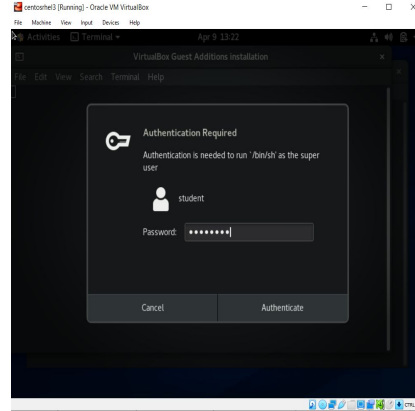 centosrhel3 [Running] - Oracle VM VirtualBox
File Machine View Input Devices Help
Activities Terminal Apr 9 13:22
VirtualBox Guest Additions installation
File Edit View Search Terminal Help
Authentication Required
Authentication is needed to run `/bin/sh' as the super
user
student
Password: ••••••••
Cancel Authenticate
CTRL